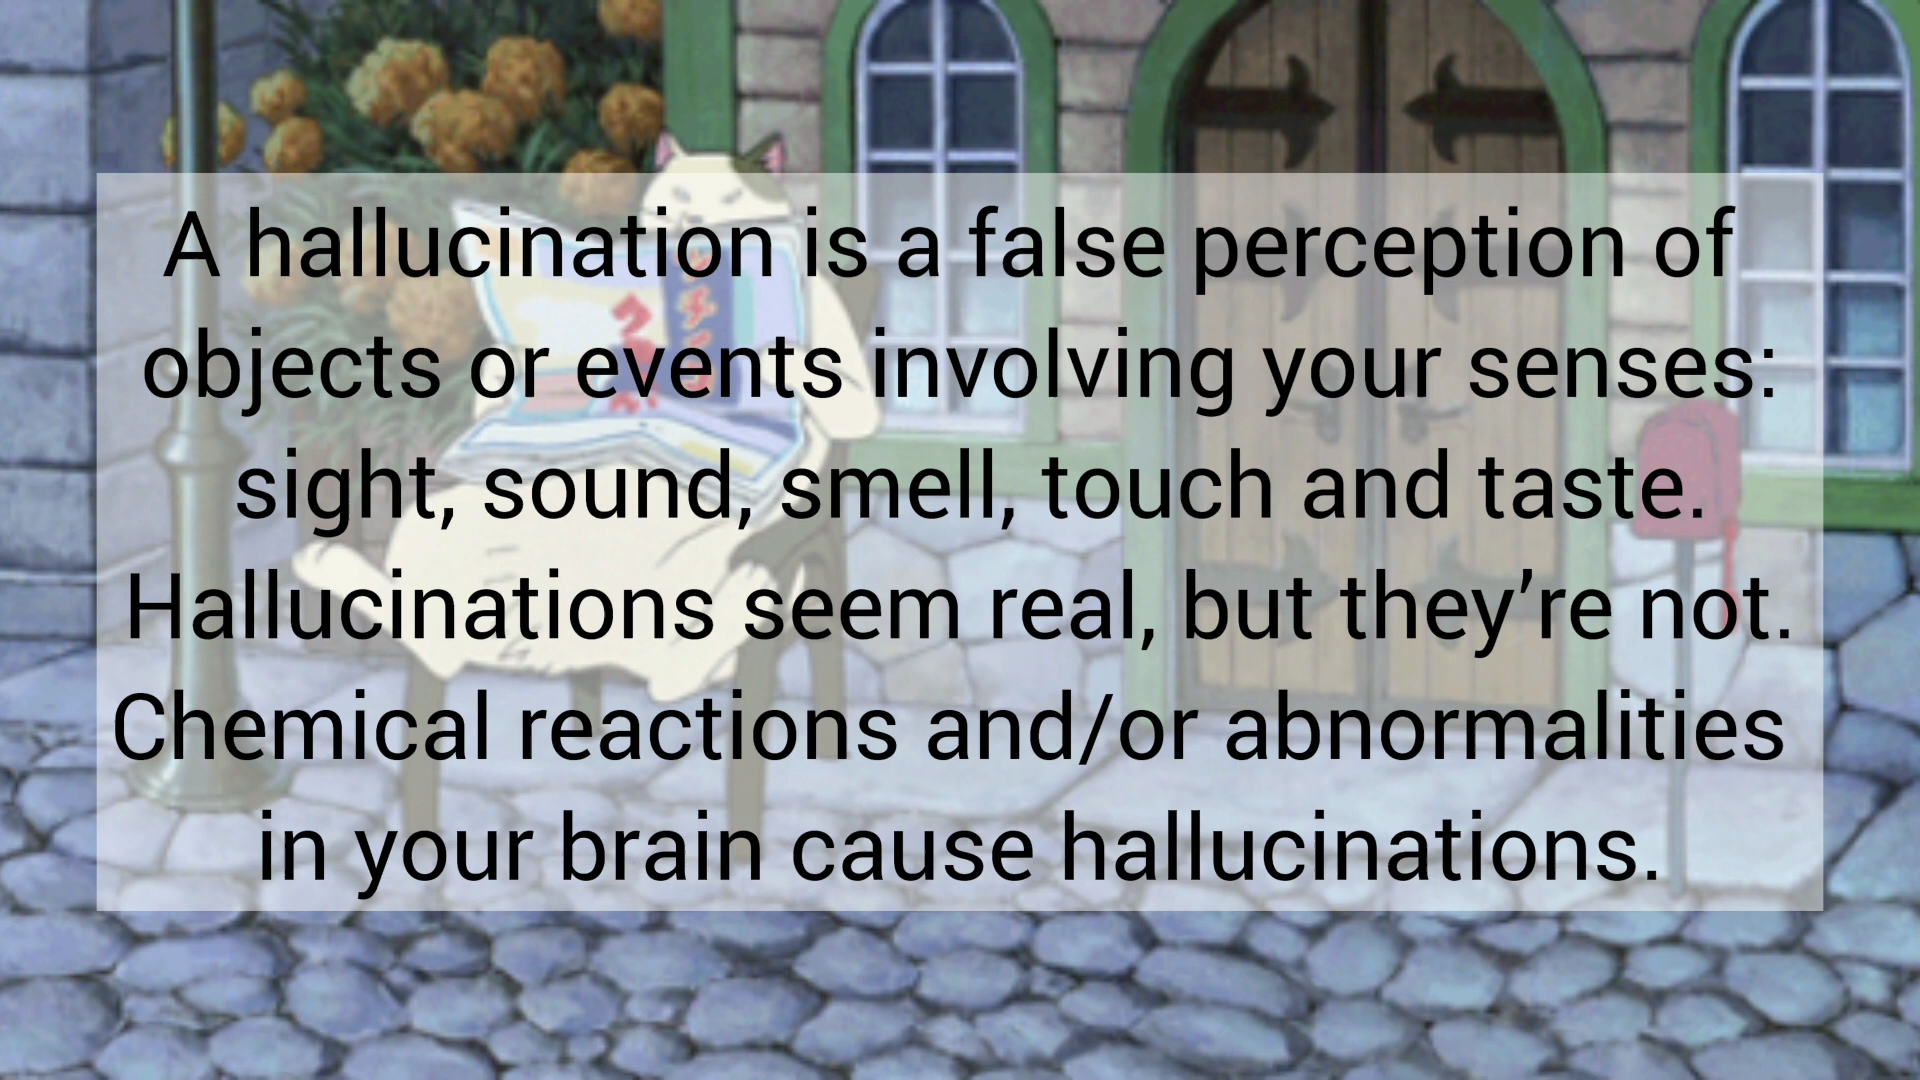 A hallucination is a false perception of
objects or events involving your senses:
sight, sound, smell, touch and taste.
Hallucinations seem real, but they’re not.
Chemical reactions and/or abnormalities
in your brain cause hallucinations.